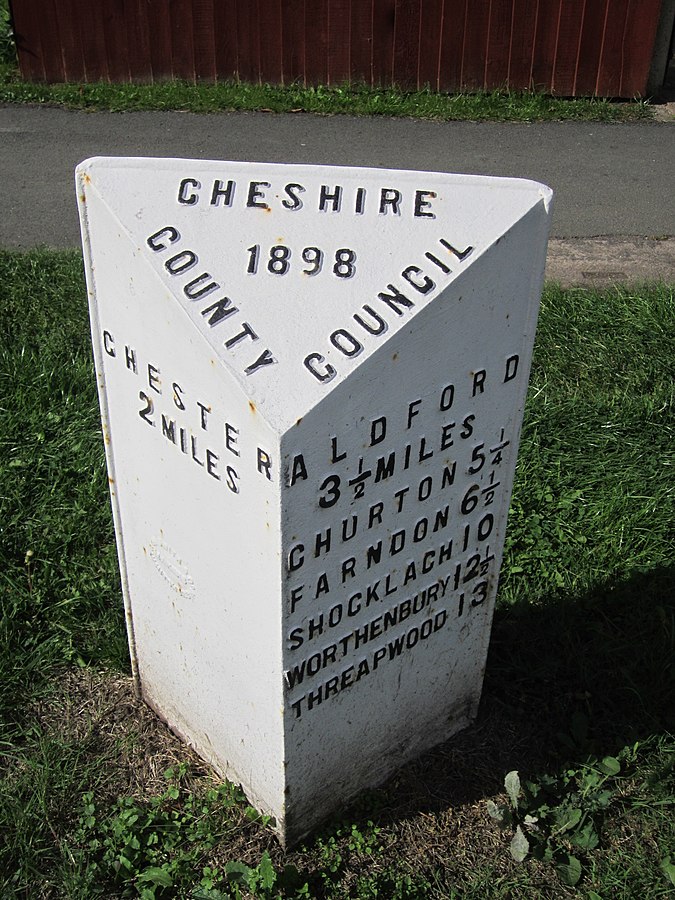 CHESHIRE
1898
COUNTY COUNCIL
CHESTER
2 MILES
ALDFORD
3½ MILES
CHURTON 5¼
FARNDON 6½
SHOCKLACH 10
WORTHENBURY 12½
THREAPWOOD 13